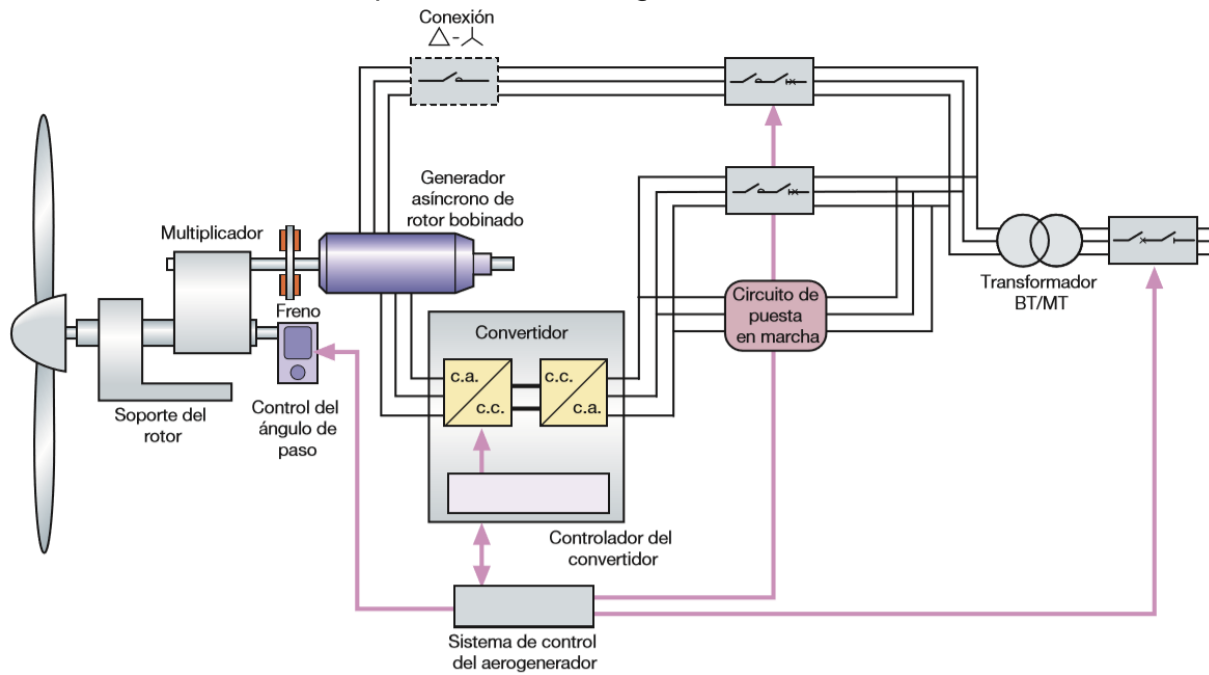 Conexión
Generador
asíncrono de
rotor bobinado
Multiplicador
Freno
Soporte del
rotor
Control del
ángulo de
paso
Convertidor
c.a.
c.c.
c.c.
c.a.
Controlador del
convertidor
Circuito de
puesta
en marcha
Transformador
BT/MT
Sistema de control
del aerogenerador